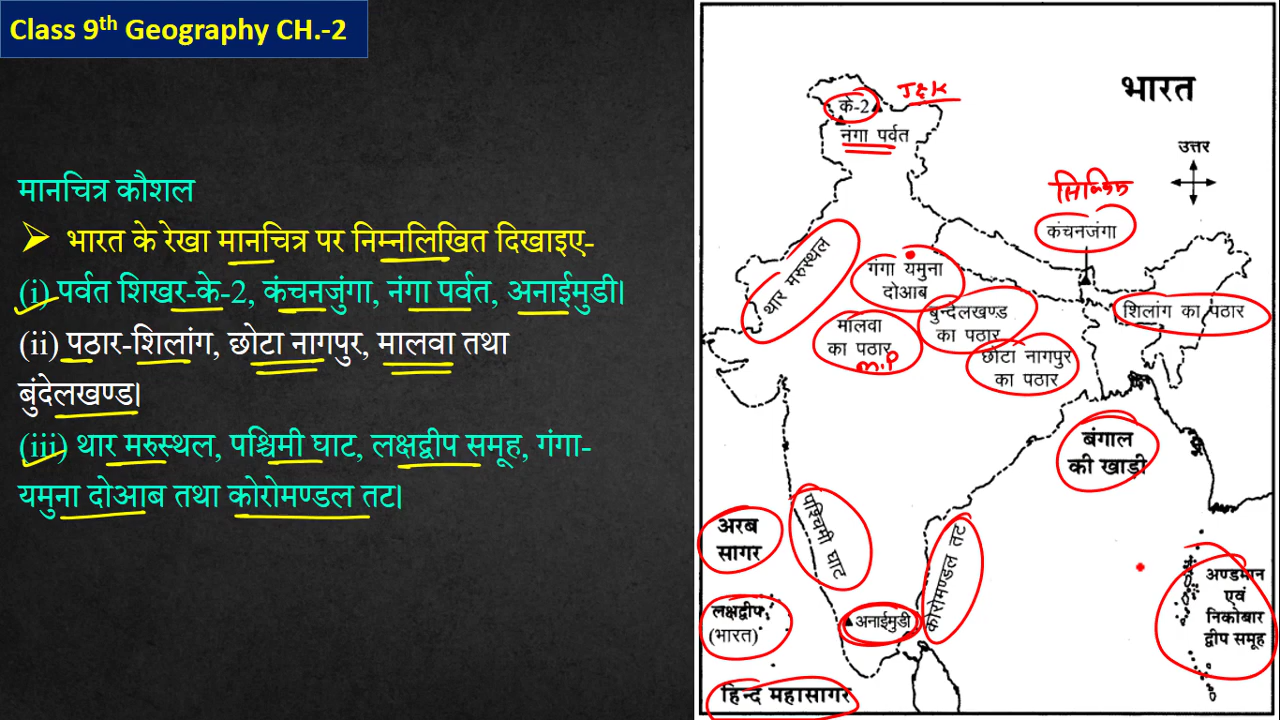 Class 9th Geography CH.-2
मानचित्र कौशल
➢ भारत के रेखा मानचित्र पर निम्नलिखित दिखाइए-
(i) पर्वत शिखर-के-2, कंचनजुंगा, नंगा पर्वत, अनाईमुडी।
(ii) पठार-शिलांग, छोटा नागपुर, मालवा तथा
बुंदेलखण्ड।
(iii) थार मरुस्थल, पश्चिमी घाट, लक्षद्वीप समूह, गंगा-
यमुना दोआब तथा कोरोमण्डल तट।
भारत
उत्तर
J&K
के-2
नंगा पर्वत
सिक्किम
कंचनजंगा
थार मरुस्थल
गंगा यमुना
दोआब
मालवा
का पठार
M.P
बुन्देलखण्ड
का पठार
छोटा नागपुर
का पठार
शिलांग का पठार
बंगाल
की खाड़ी
अरब
सागर
पश्चिमी घाट
कोरोमण्डल तट
लक्षद्वीप
(भारत)
अनाईमुडी
अण्डमान
एवं
निकोबार
द्वीप समूह
हिन्द महासागर